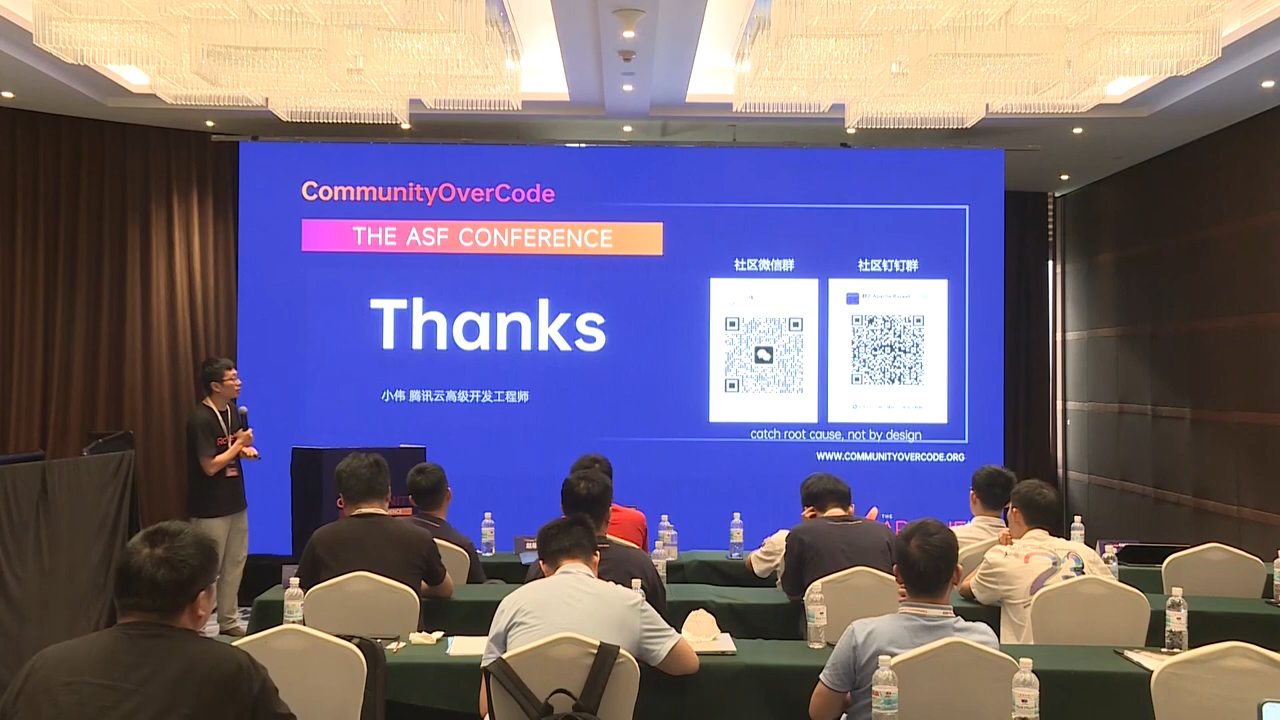 CommunityOverCode
THE ASF CONFERENCE
Thanks
小伟 腾讯云高级开发工程师
社区微信群
社区钉钉群
catch root cause, not by design
WWW.COMMUNITYOVERCODE.ORG
THE